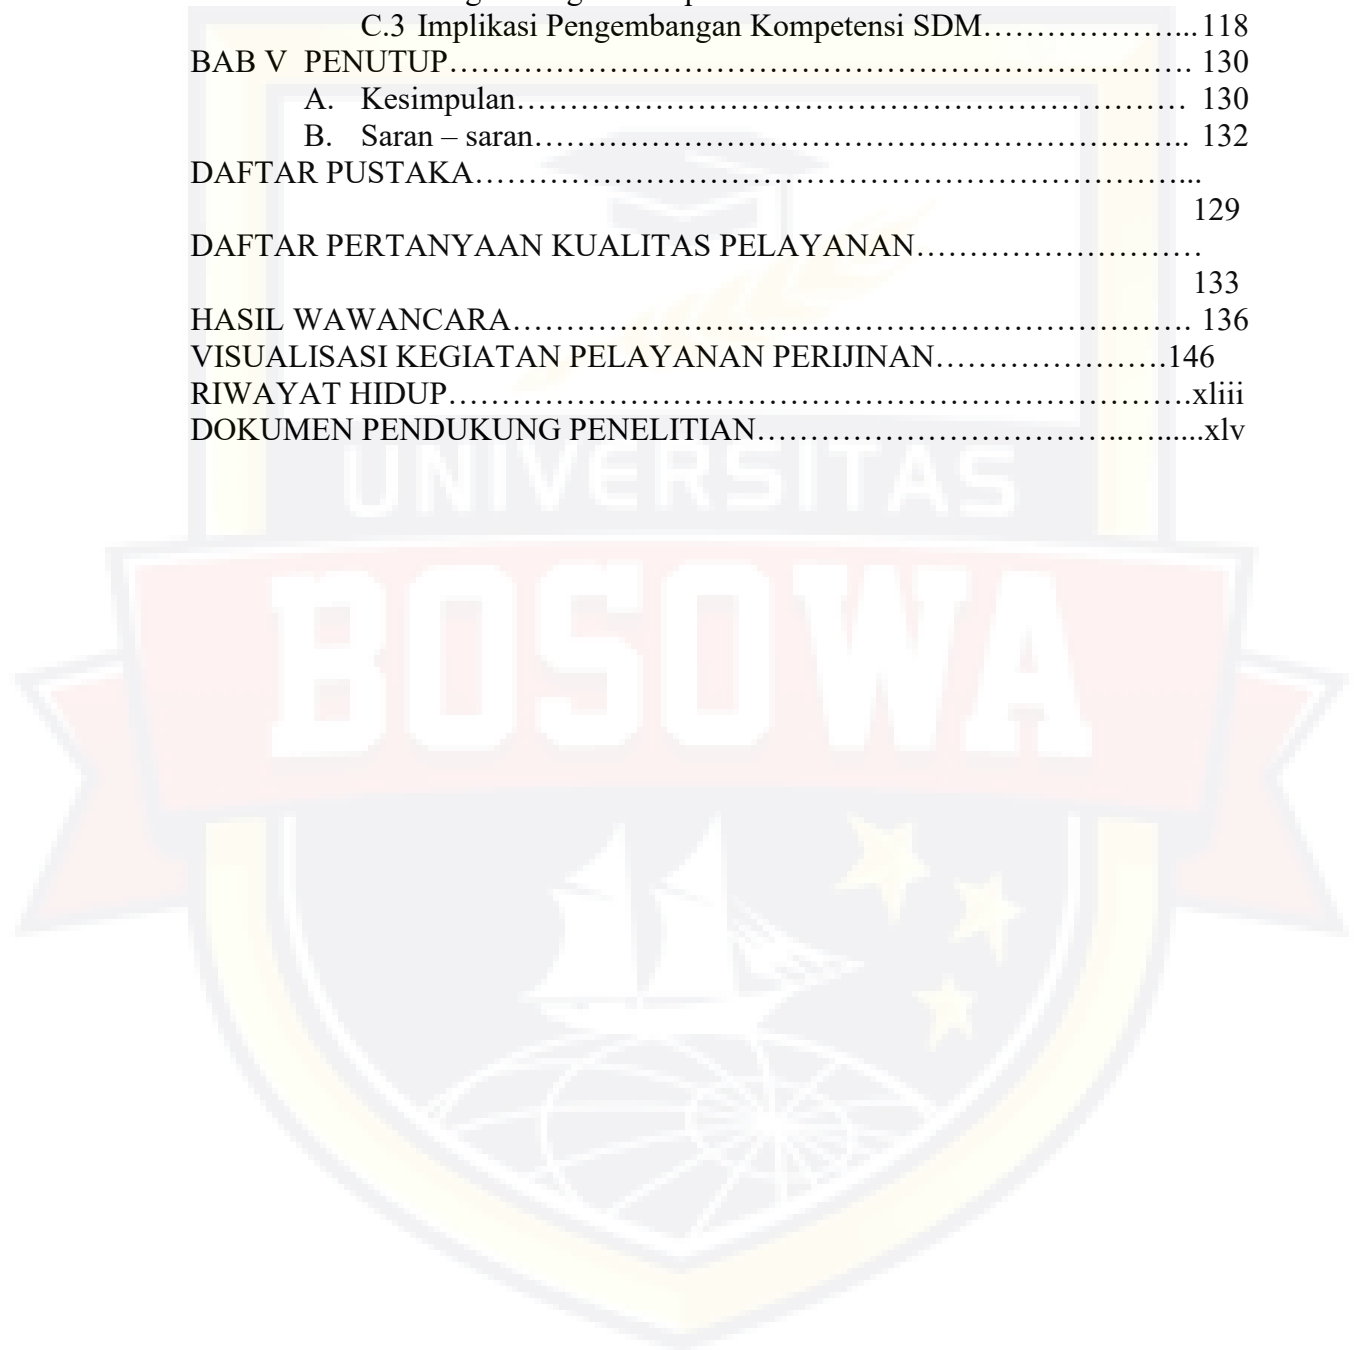 C.3 Implikasi Pengembangan Kompetensi SDM…………………...118
BAB V PENUTUP………………………………………………………………………. 130
A. Kesimpulan………………………………………………………… 130
B. Saran – saran……………………………………………………….. 132
DAFTAR PUSTAKA……………………………………………………………………...
129
DAFTAR PERTANYAAN KUALITAS PELAYANAN………………………
133
HASIL WAWANCARA…………………………………………………………………. 136
VISUALISASI KEGIATAN PELAYANAN PERIJINAN………………….146
RIWAYAT HIDUP……………………………………………………………………….xliii
DOKUMEN PENDUKUNG PENELITIAN……………………………..…......xlv
UNIVERSITAS
BOSOWA